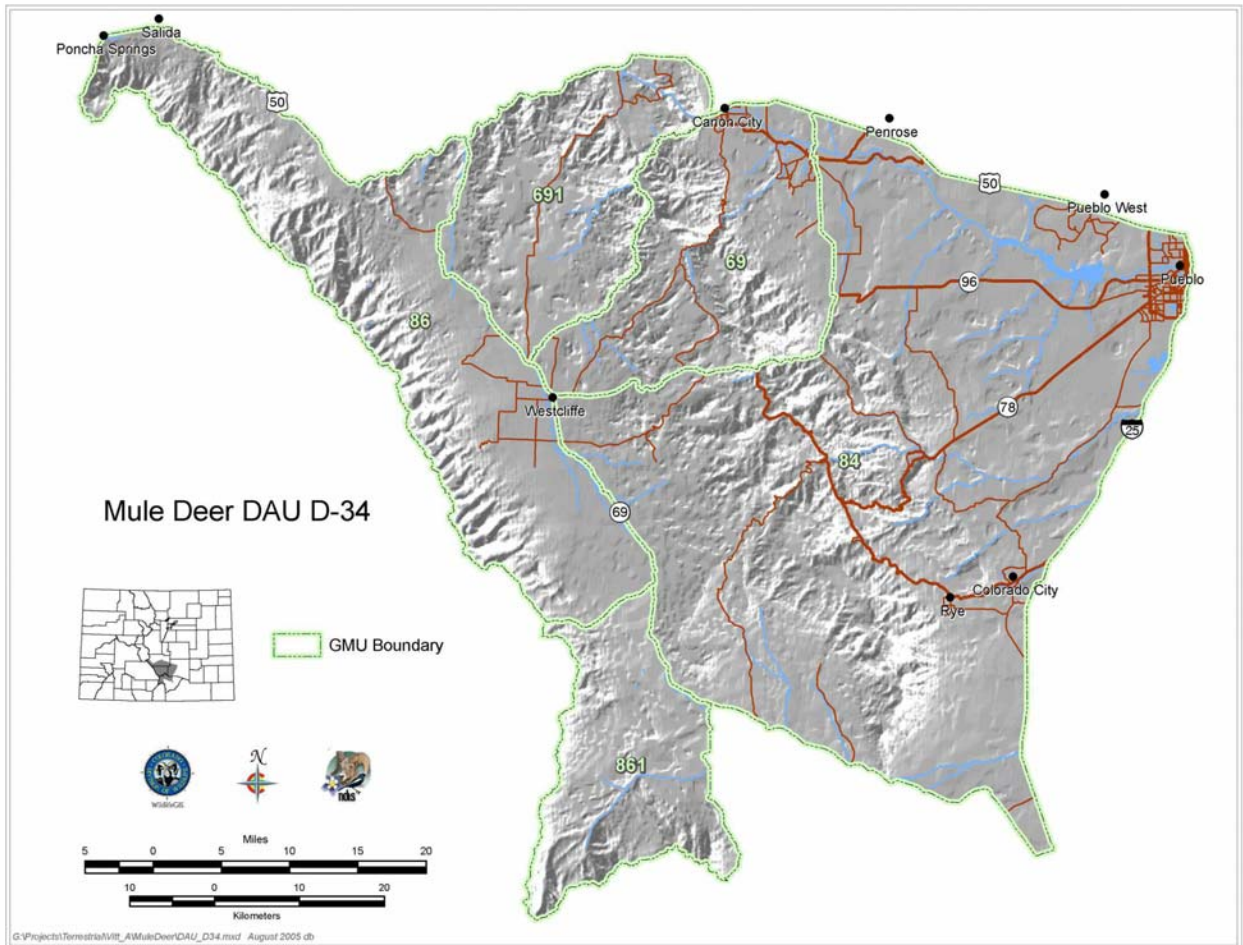 Salida
Poncha Springs
50
Canon City
Penrose
50
691
Pueblo West
69
Pueblo
96
86
Westcliffe
78
25
84
Mule Deer DAU D-34
69
Colorado City
Rye
GMU Boundary
861
N
ndis
Miles
5 0 5 10 15 20
10 0 10 20
Kilometers
G:\Projects\Terrestrial\Vitt_A\MuleDeer\DAU_D34.mxd August 2005 db